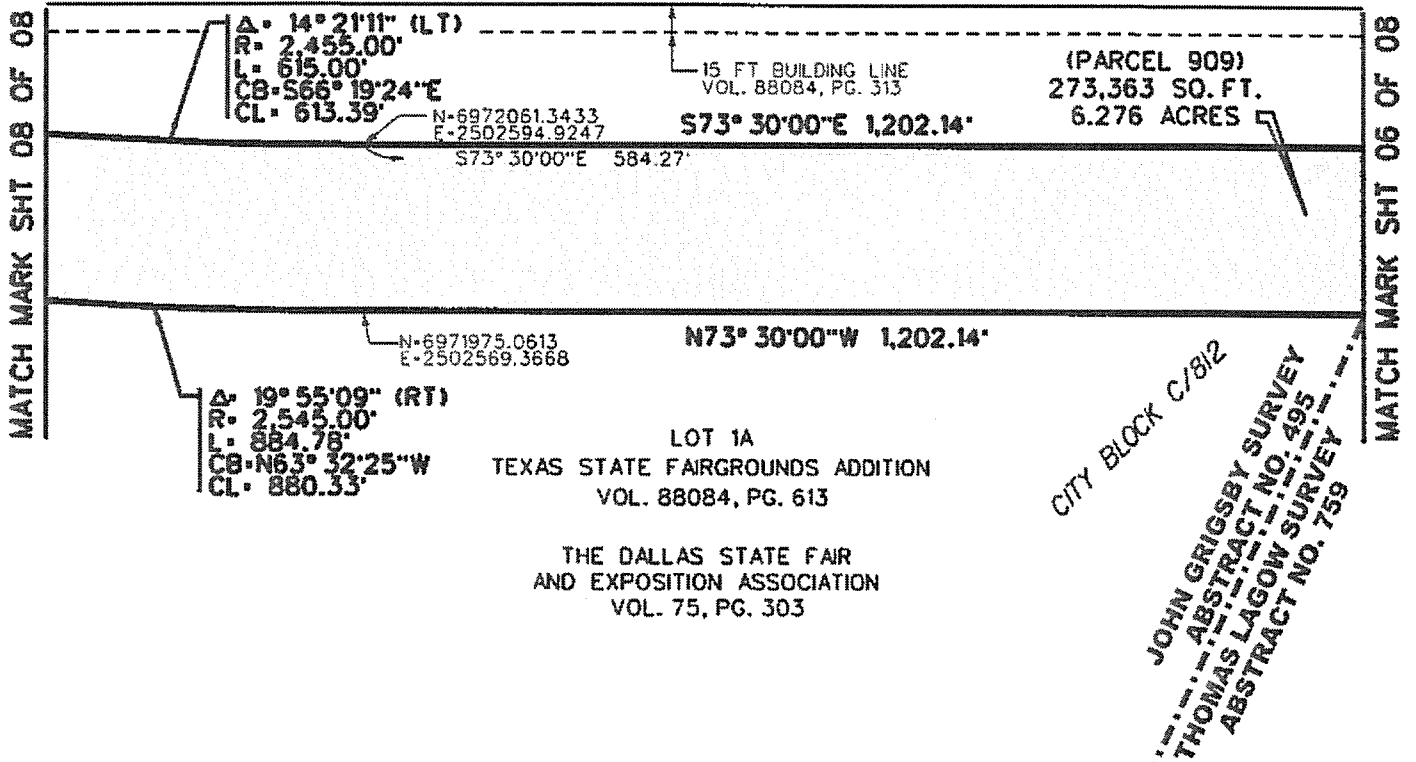 MATCH MARK SHT 08 OF 08
Δ= 14°21'11" (LT)
R= 2,455.00'
L= 615.00'
CB=S66°19'24"E
CL= 613.39'
N=6972061.3433
E=2502594.9247
S73°30'00"E 584.27'
15 FT BUILDING LINE
VOL. 88084, PG. 313
S73°30'00"E 1,202.14'
(PARCEL 909)
273,363 SQ.FT.
6.276 ACRES
MATCH MARK SHT 06 OF 08
N=6971975.0613
E=2502569.3668
N73°30'00"W 1,202.14'
Δ= 19°55'09" (RT)
R= 2,545.00'
L= 884.78'
CB=N63°32'25"W
CL= 880.33'
LOT 1A
TEXAS STATE FAIRGROUNDS ADDITION
VOL. 88084, PG. 613
THE DALLAS STATE FAIR
AND EXPOSITION ASSOCIATION
VOL. 75, PG. 303
CITY BLOCK C/812
JOHN GRIGSBY SURVEY
ABSTRACT NO. 495
THOMAS LAGOW SURVEY
ABSTRACT NO. 759